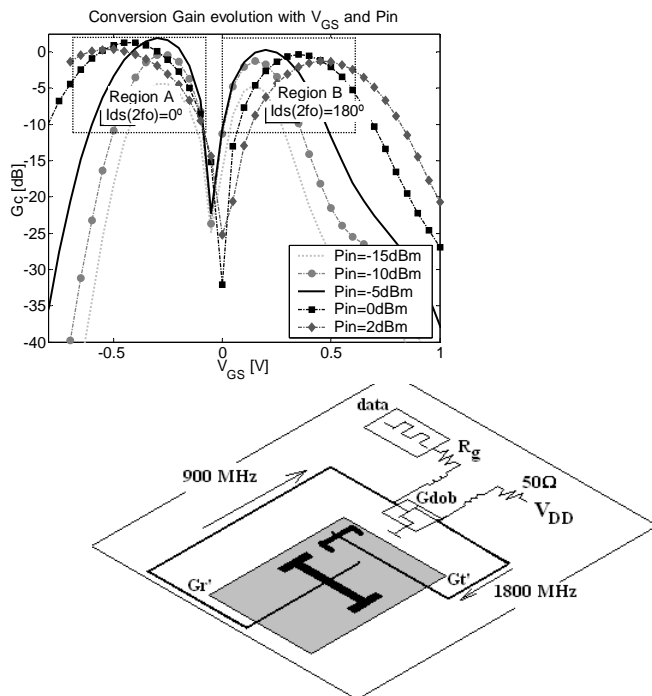 Conversion Gain evolution with VGS and Pin
0
-5
-10
-15
-20
-25
-30
-35
-40
Gc [dB]
Region A
Ids(2fo)=0º
Region B
Ids(2fo)=180º
Pin=-15dBm
Pin=-10dBm
Pin=-5dBm
Pin=0dBm
Pin=2dBm
-0.5
0
0.5
1
VGS [V]
data
Rg
900 MHz
50Ω
Gdob
VDD
Gr'
Gt'
1800 MHz